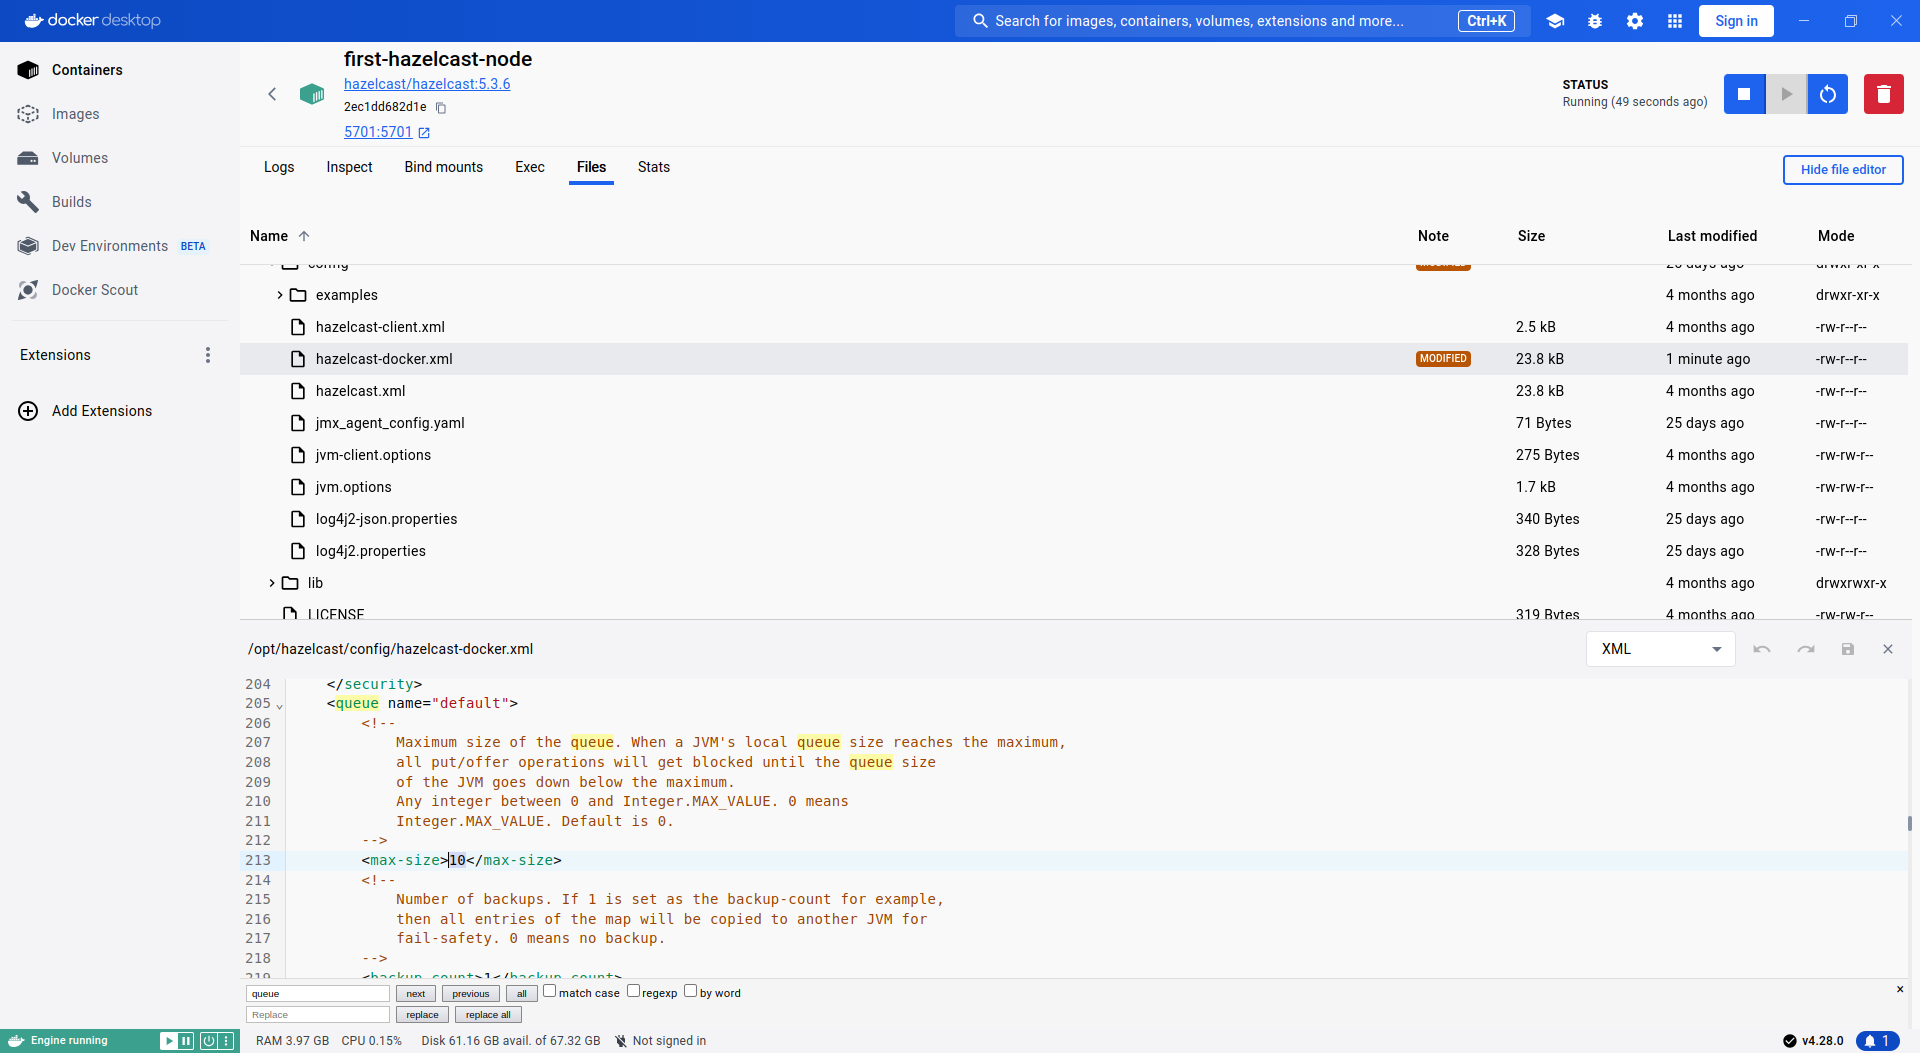 docker desktop
Search for images, containers, volumes, extensions and more...
Ctrl+K
Sign in
Containers
Images
Volumes
Builds
Dev Environments BETA
Docker Scout
Extensions
Add Extensions
first-hazelcast-node
hazelcast/hazelcast:5.3.6
2ec1dd682d1e
5701:5701
STATUS
Running (49 seconds ago)
Logs Inspect Bind mounts Exec Files Stats
Hide file editor
Name Note Size Last modified Mode
config MODIFIED 25 days ago drwxr-xr-x
examples 4 months ago drwxr-xr-x
hazelcast-client.xml 2.5 kB 4 months ago -rw-r--r--
hazelcast-docker.xml MODIFIED 23.8 kB 1 minute ago -rw-r--r--
hazelcast.xml 23.8 kB 4 months ago -rw-r--r--
jmx_agent_config.yaml 71 Bytes 25 days ago -rw-r--r--
jvm-client.options 275 Bytes 4 months ago -rw-rw-r--
jvm.options 1.7 kB 4 months ago -rw-rw-r--
log4j2-json.properties 340 Bytes 25 days ago -rw-r--r--
log4j2.properties 328 Bytes 25 days ago -rw-r--r--
lib 4 months ago drwxrwxr-x
LICENSE 319 Bytes 4 months ago -rw-rw-r--
/opt/hazelcast/config/hazelcast-docker.xml
XML
204 </security>
205 <queue name="default">
206 <!--
207 Maximum size of the queue. When a JVM's local queue size reaches the maximum,
208 all put/offer operations will get blocked until the queue size
209 of the JVM goes down below the maximum.
210 Any integer between 0 and Integer.MAX_VALUE. 0 means
211 Integer.MAX_VALUE. Default is 0.
212 -->
213 <max-size>10</max-size>
214 <!--
215 Number of backups. If 1 is set as the backup-count for example,
216 then all entries of the map will be copied to another JVM for
217 fail-safety. 0 means no backup.
218 -->
219 <backup-count>1</backup-count>
queue next previous all match case regexp by word
Replace replace replace all
Engine running
RAM 3.97 GB CPU 0.15% Disk 61.16 GB avail. of 67.32 GB Not signed in
v4.28.0
1